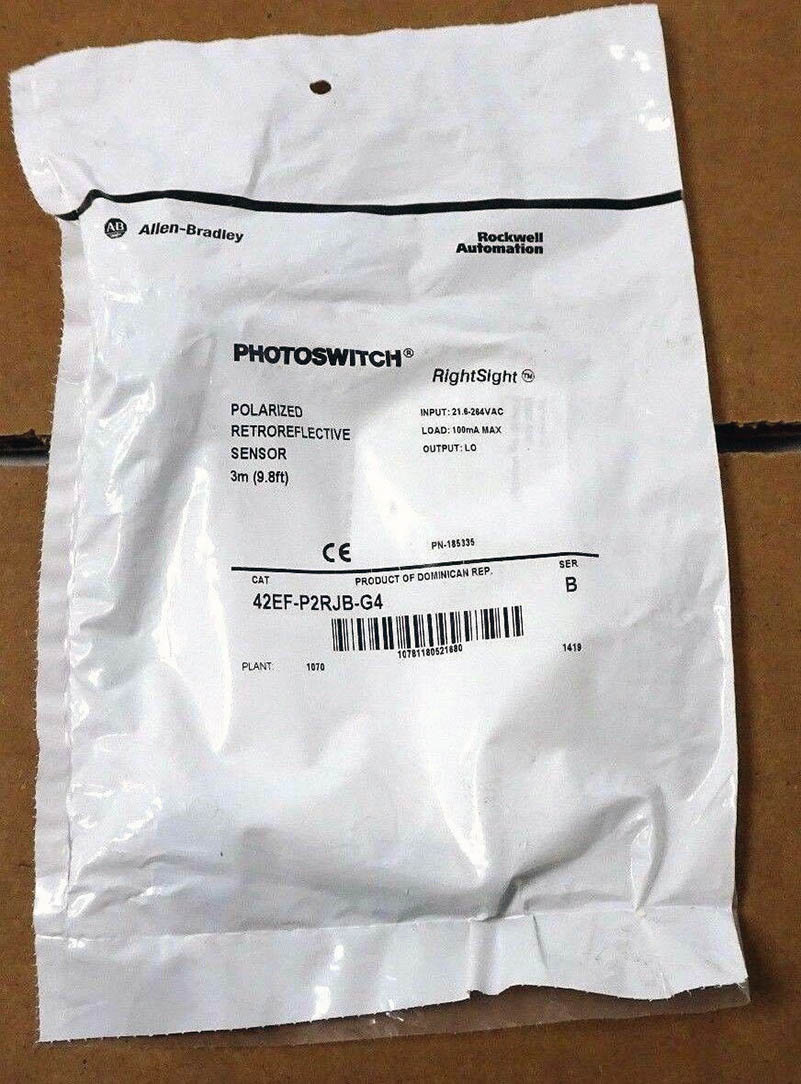 AB Allen-Bradley
Rockwell
Automation
PHOTOSWITCH®
RightSight™
POLARIZED
RETROREFLECTIVE
SENSOR
3m (9.8ft)
INPUT: 21.6-264VAC
LOAD: 100mA MAX
OUTPUT: LO
CE
PN-185335
CAT
PRODUCT OF DOMINICAN REP.
SER
42EF-P2RJB-G4
B
10781180521680
PLANT: 1070
1419